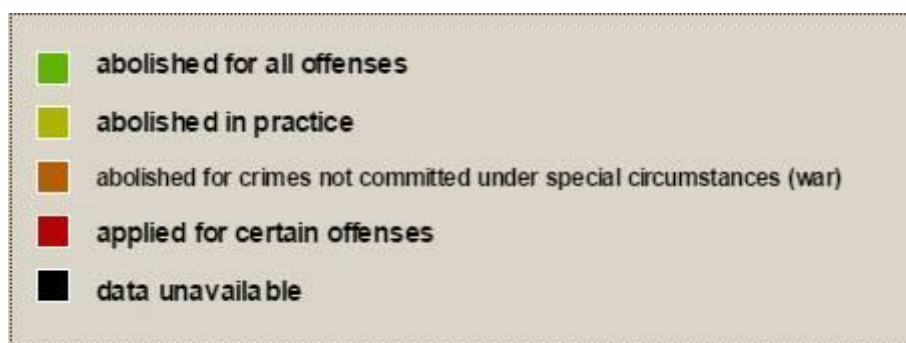 abolished for all offenses
abolished in practice
abolished for crimes not committed under special circumstances (war)
applied for certain offenses
data unavailable